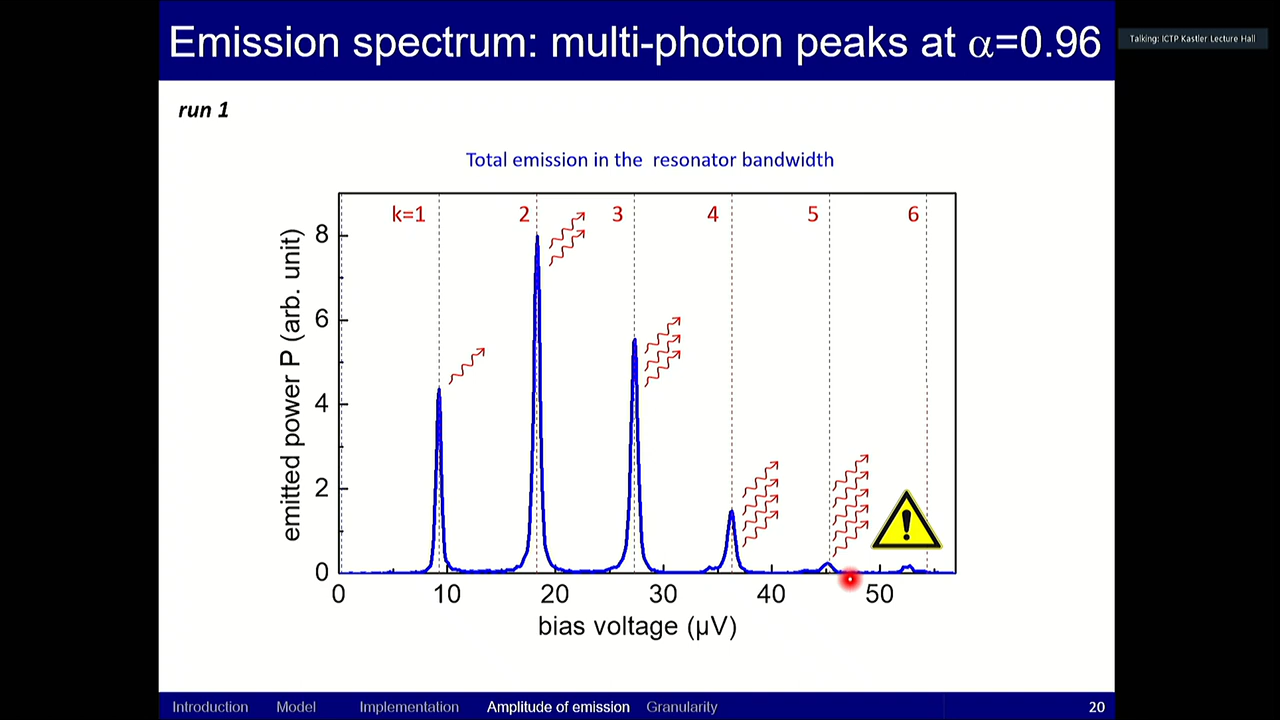 Emission spectrum: multi-photon peaks at α=0.96
Talking: ICTP Kastler Lecture Hall
run 1
Total emission in the resonator bandwidth
k=1 2 3 4 5 6
emitted power P (arb. unit)
8
6
4
2
0
0 10 20 30 40 50
bias voltage (µV)
Introduction Model Implementation Amplitude of emission Granularity 20